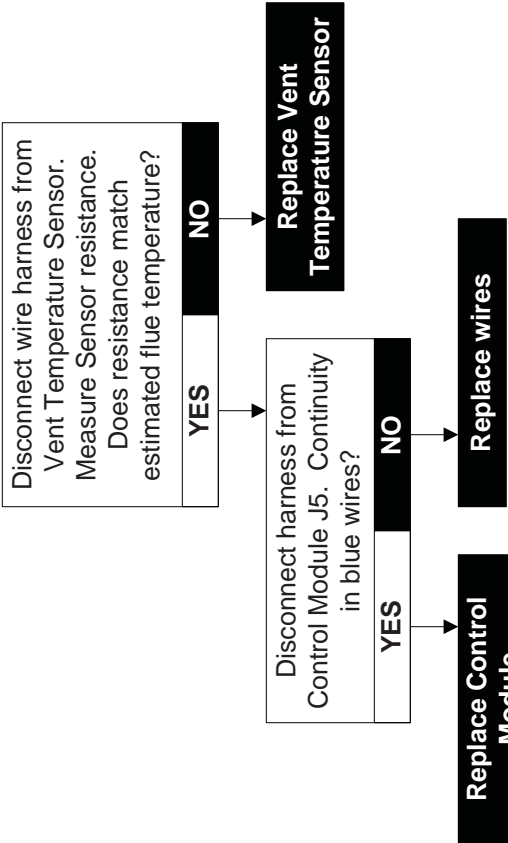 Disconnect wire harness from
Vent Temperature Sensor.
Measure Sensor resistance.
Does resistance match
estimated flue temperature?
YES
NO
Replace Vent
Temperature Sensor
Disconnect harness from
Control Module J5. Continuity
in blue wires?
YES
NO
Replace Control
Module
Replace wires